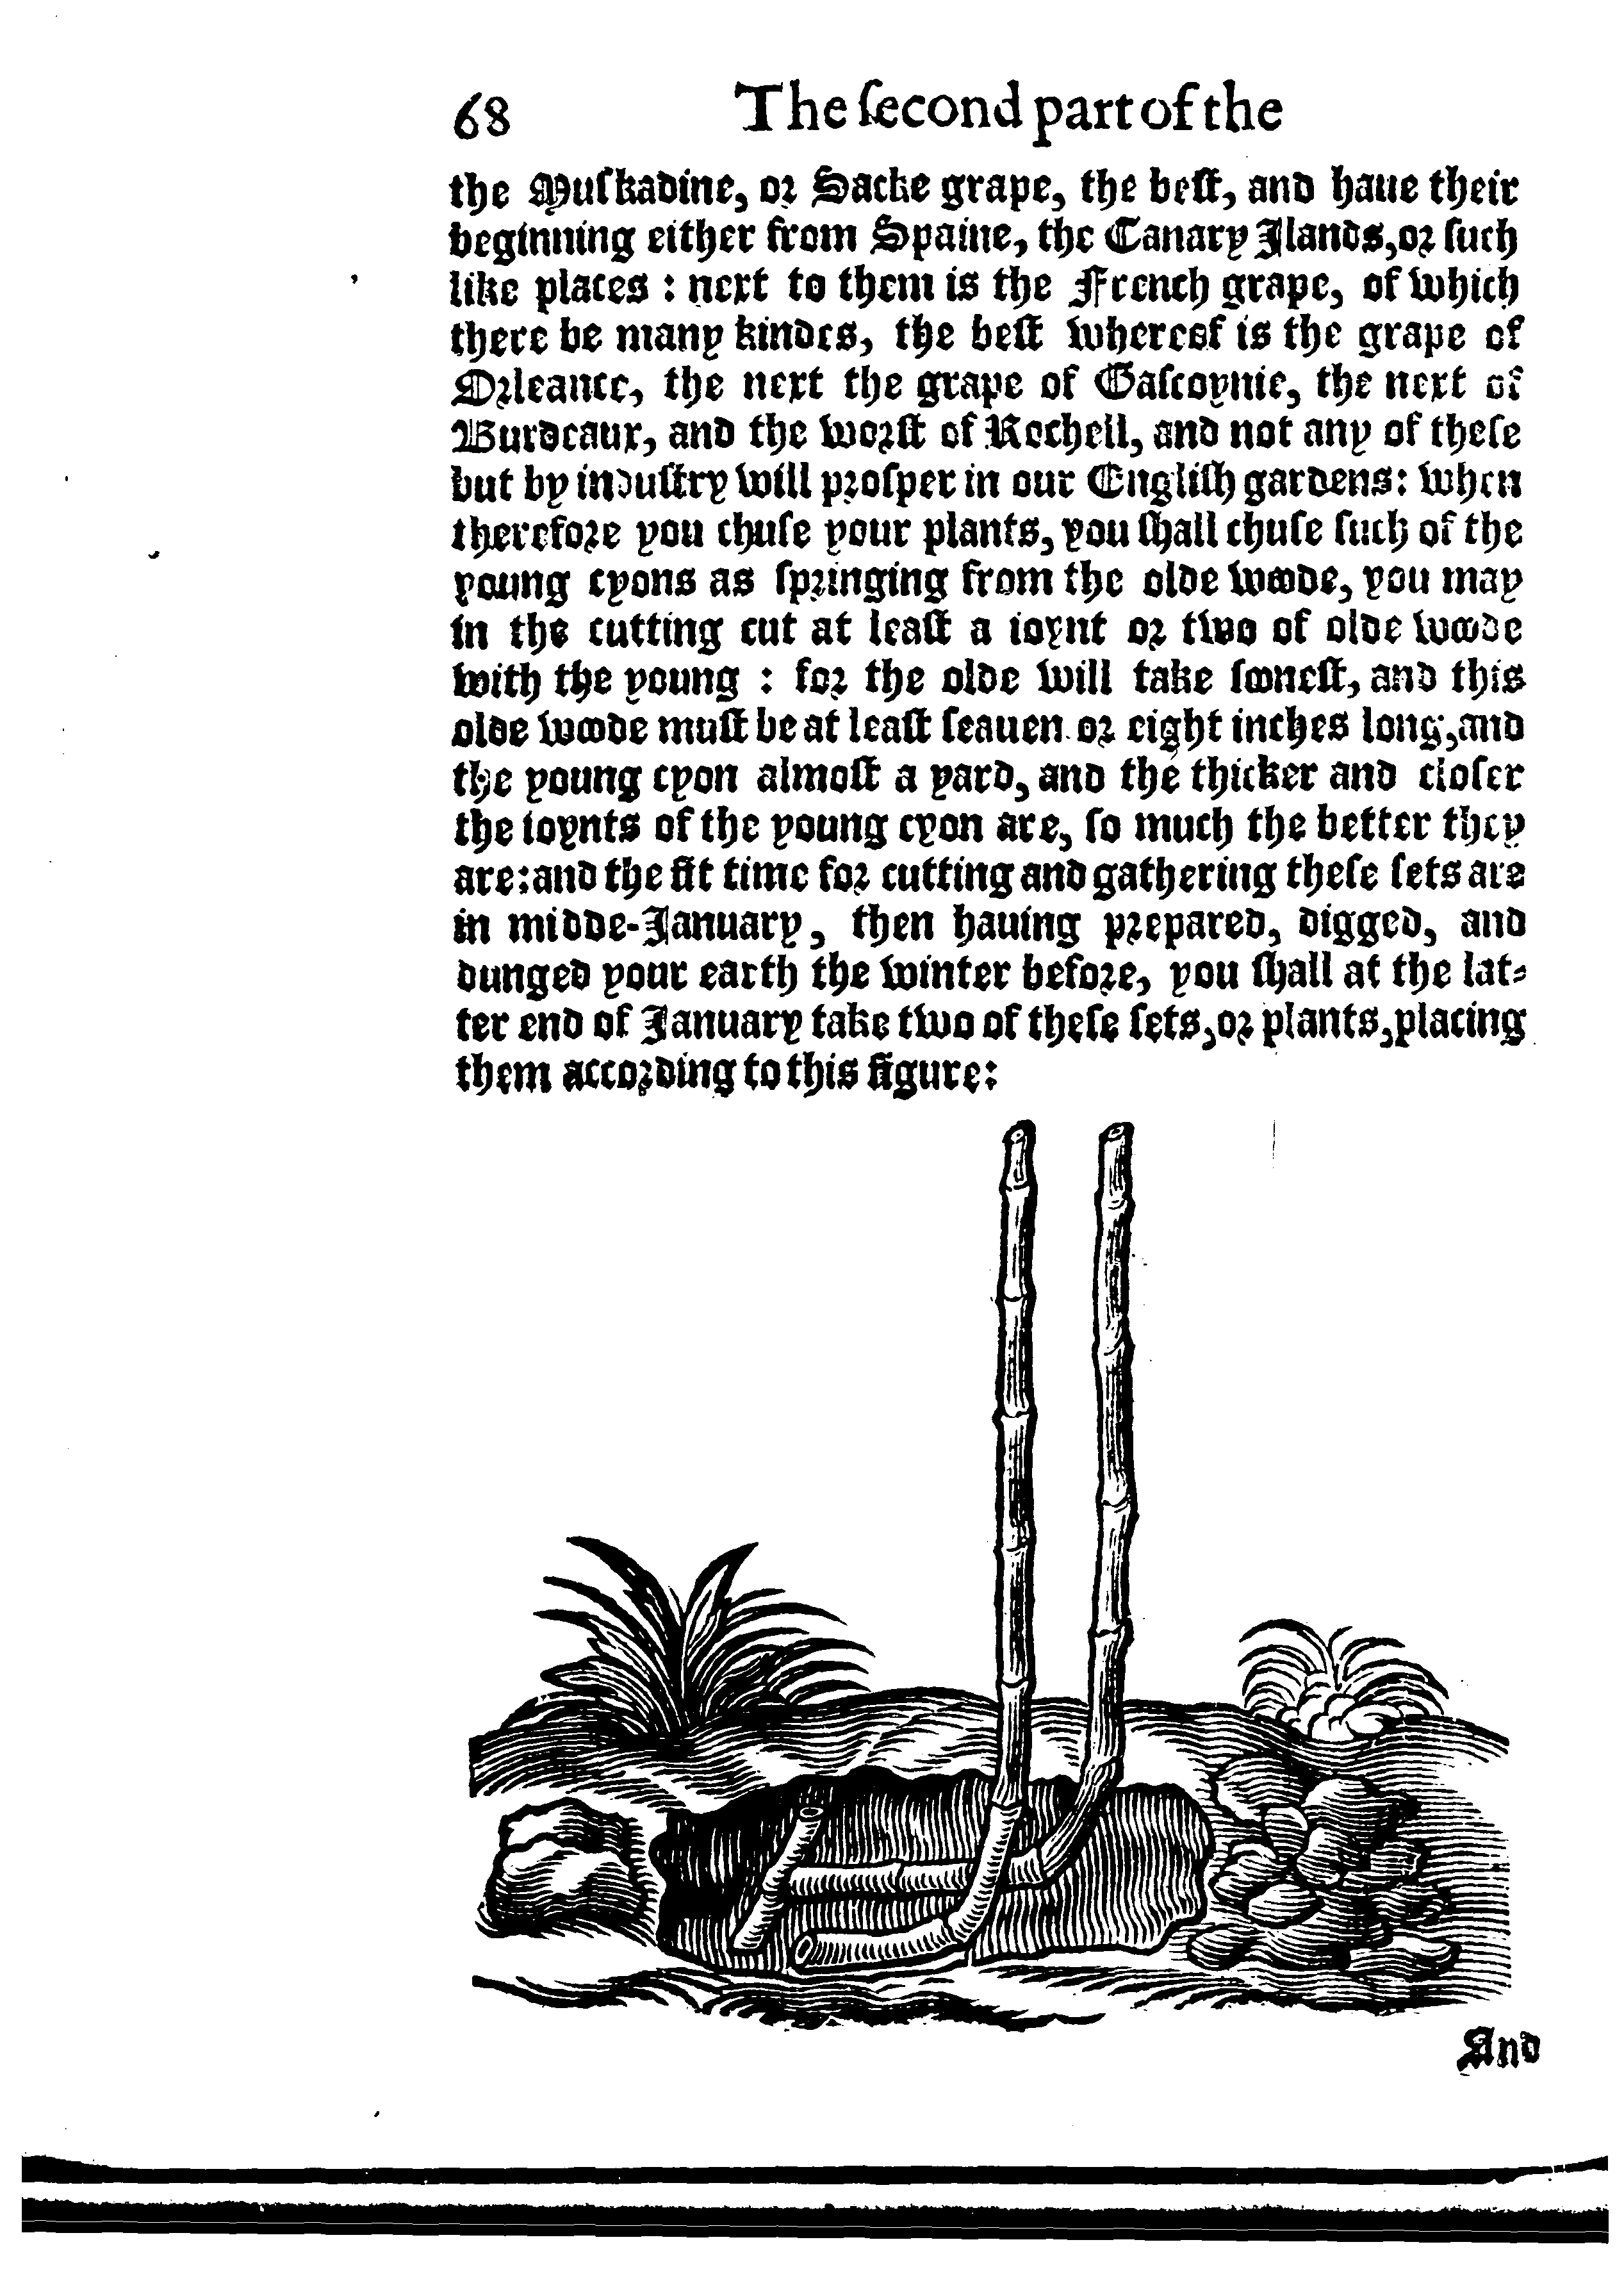 68 The ſecond part of the
the Muſkadine, or Sacke grape, the beſt, and haue their
beginning either from Spaine, the Canary Ilands, or ſuch
like places : next to them is the French grape, of which
there be many kindes, the beſt whereof is the grape of
Orleance, the next the grape of Gaſcoynie, the next of
Burdeaux, and the worſt of Rochell, and not any of theſe
but by induſtry will proſper in our Engliſh gardens: when
therefore you chuſe your plants, you ſhall chuſe ſuch of the
young cyons as ſpringing from the olde woode, you may
in the cutting cut at leaſt a ioynt or two of olde woode
with the young : for the olde will take ſooneſt, and this
olde woode muſt be at leaſt ſeauen or eight inches long, and
the young cyon almoſt a yard, and the thicker and cloſer
the ioynts of the young cyon are, ſo much the better they
are: and the fit time for cutting and gathering theſe ſets are
in midde-January, then hauing prepared, digged, and
dunged your earth the winter before, you ſhall at the lat-
ter end of January take two of theſe ſets, or plants, placing
them according to this figure:
And